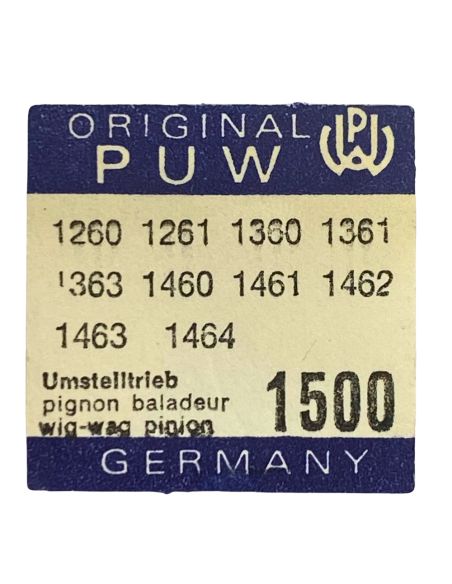 ORIGINAL
PUW
PUW
1260 1261 1360 1361
1363 1460 1461 1462
1463 1464
Umstelltrieb
pignon baladeur
wig-wag pinion
1500
GERMANY